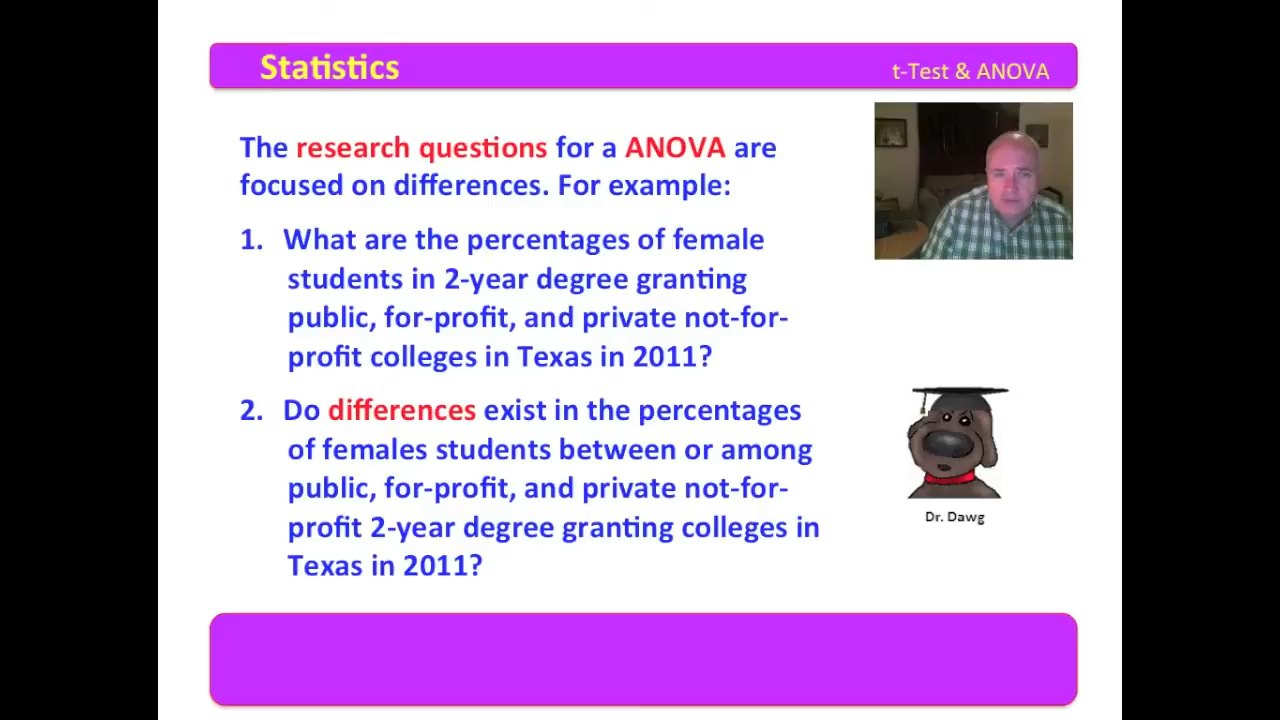 Statistics
t-Test & ANOVA
The research questions for a ANOVA are
focused on differences. For example:
1. What are the percentages of female
students in 2-year degree granting
public, for-profit, and private not-for-
profit colleges in Texas in 2011?
2. Do differences exist in the percentages
of females students between or among
public, for-profit, and private not-for-
profit 2-year degree granting colleges in
Texas in 2011?
Dr. Dawg